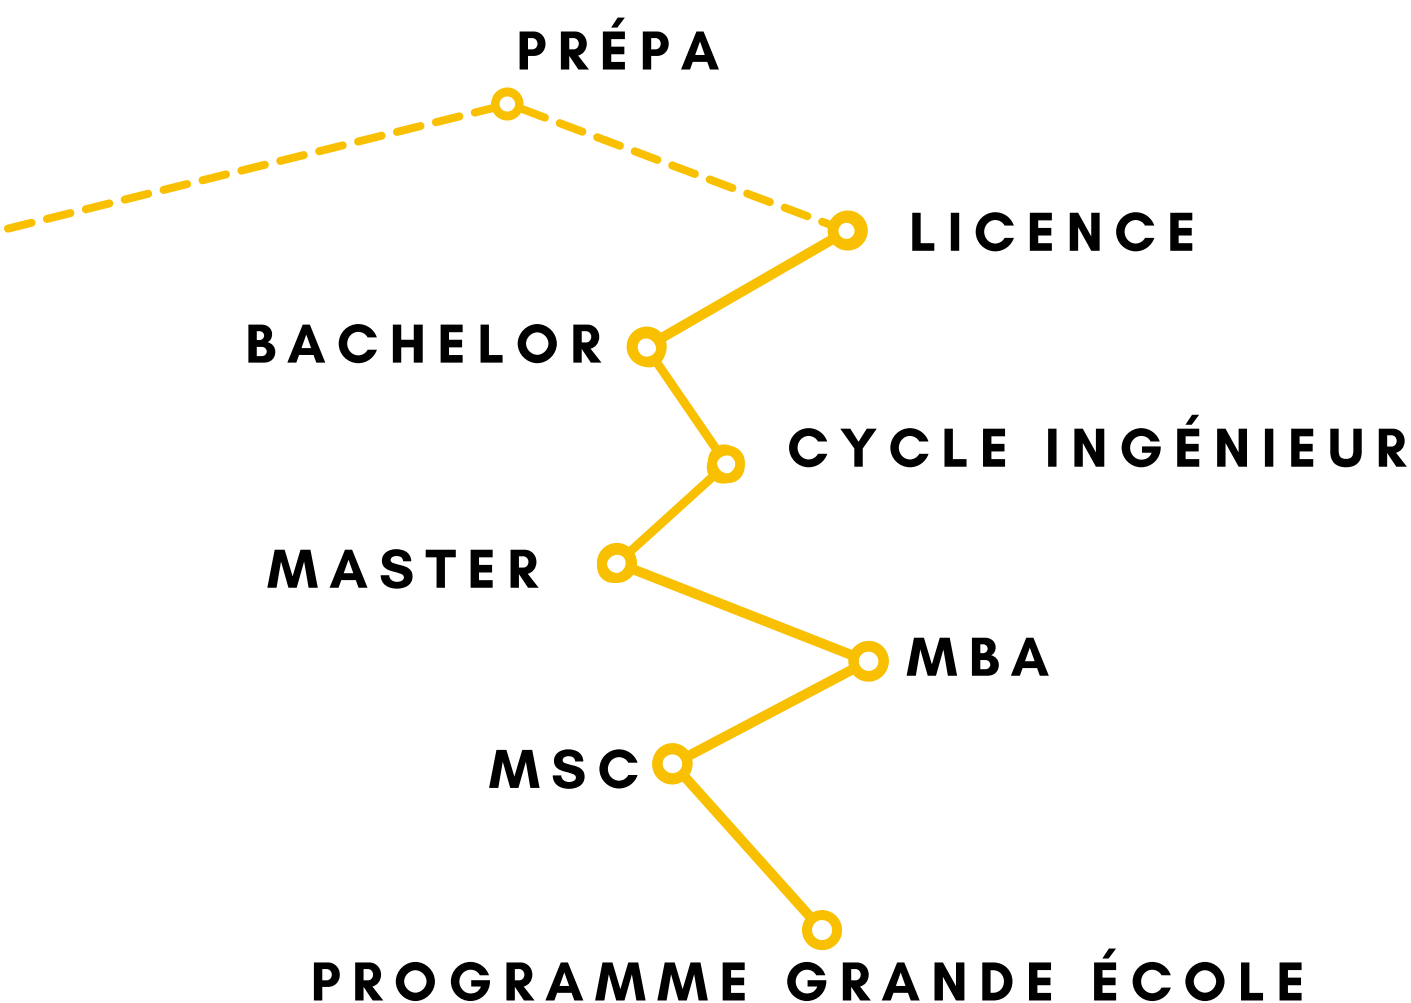 PRÉPA
LICENCE
BACHELOR
CYCLE INGÉNIEUR
MASTER
MBA
MSC
PROGRAMME GRANDE ÉCOLE